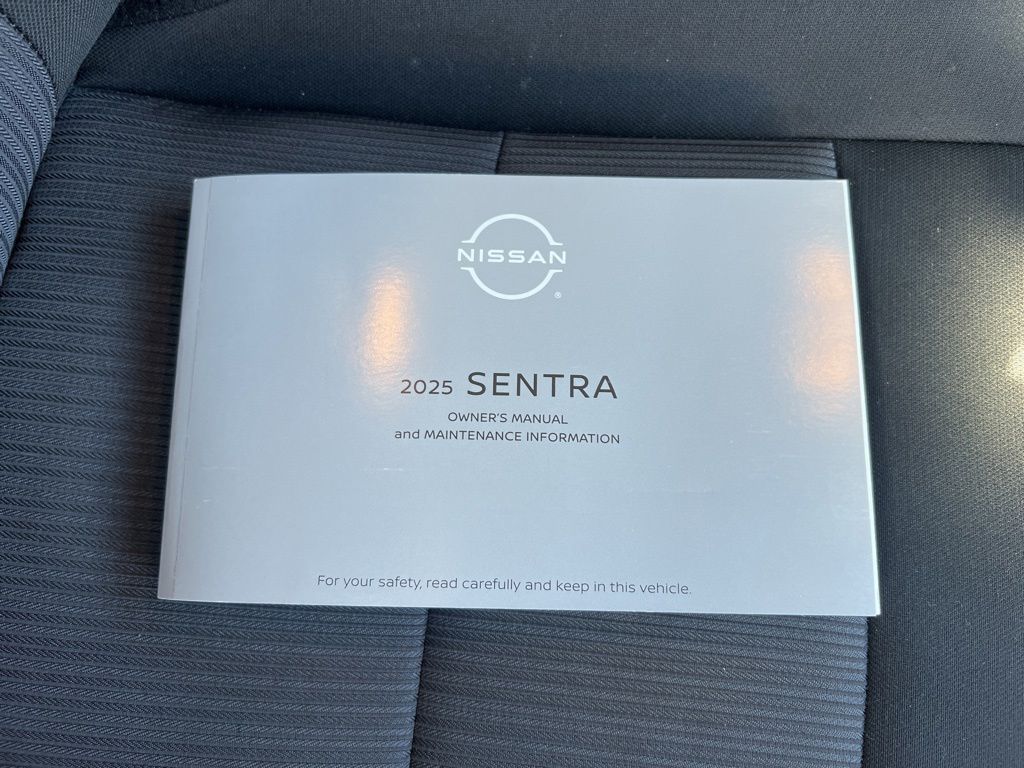 NISSAN
®
2025 SENTRA
OWNER'S MANUAL
and MAINTENANCE INFORMATION
For your safety, read carefully and keep in this vehicle.